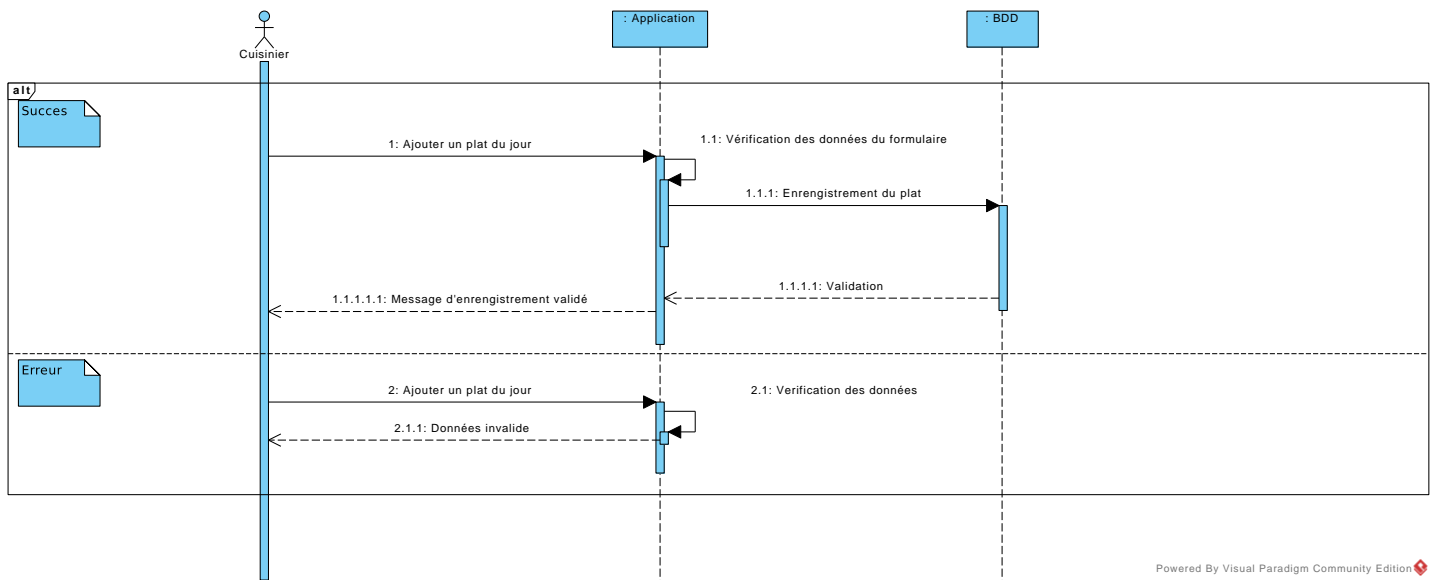 : Application
: BDD
Cuisinier
alt
Succes
1.1: Vérification des données du formulaire
1: Ajouter un plat du jour
1.1.1: Enrengistrement du plat
1.1.1.1: Validation
1.1.1.1.1: Message d'enrengistrement validé
Erreur
2: Ajouter un plat du jour
2.1: Verification des données
2.1.1: Données invalide
Powered By Visual Paradigm Community Edition